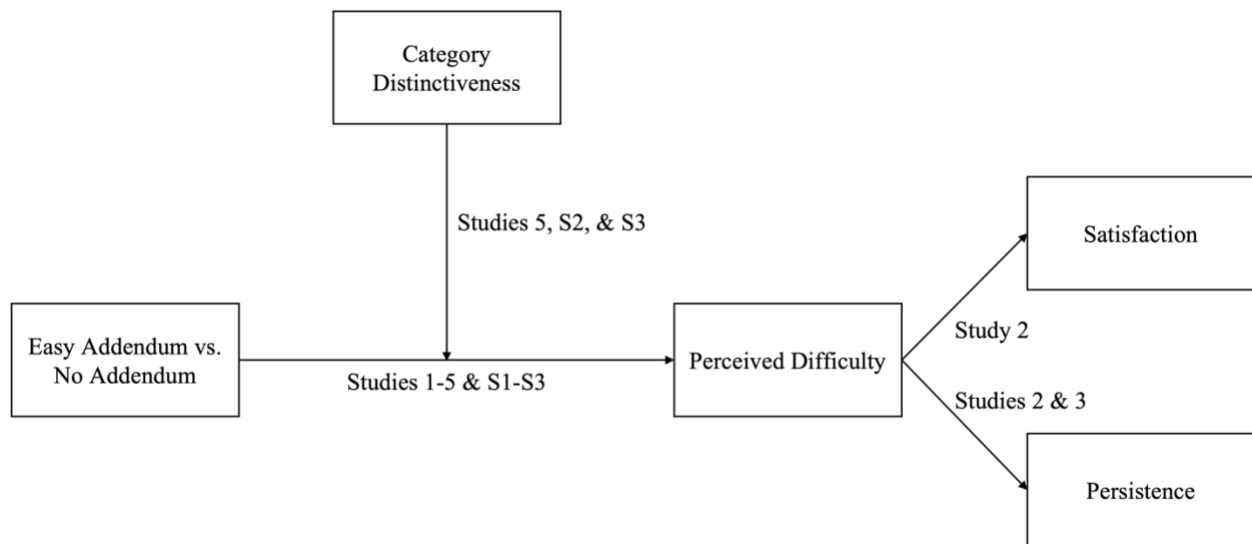 Category
Distinctiveness
Studies 5, S2, & S3
Satisfaction
Easy Addendum vs.
No Addendum
Studies 1-5 & S1-S3
Perceived Difficulty
Study 2
Studies 2 & 3
Persistence